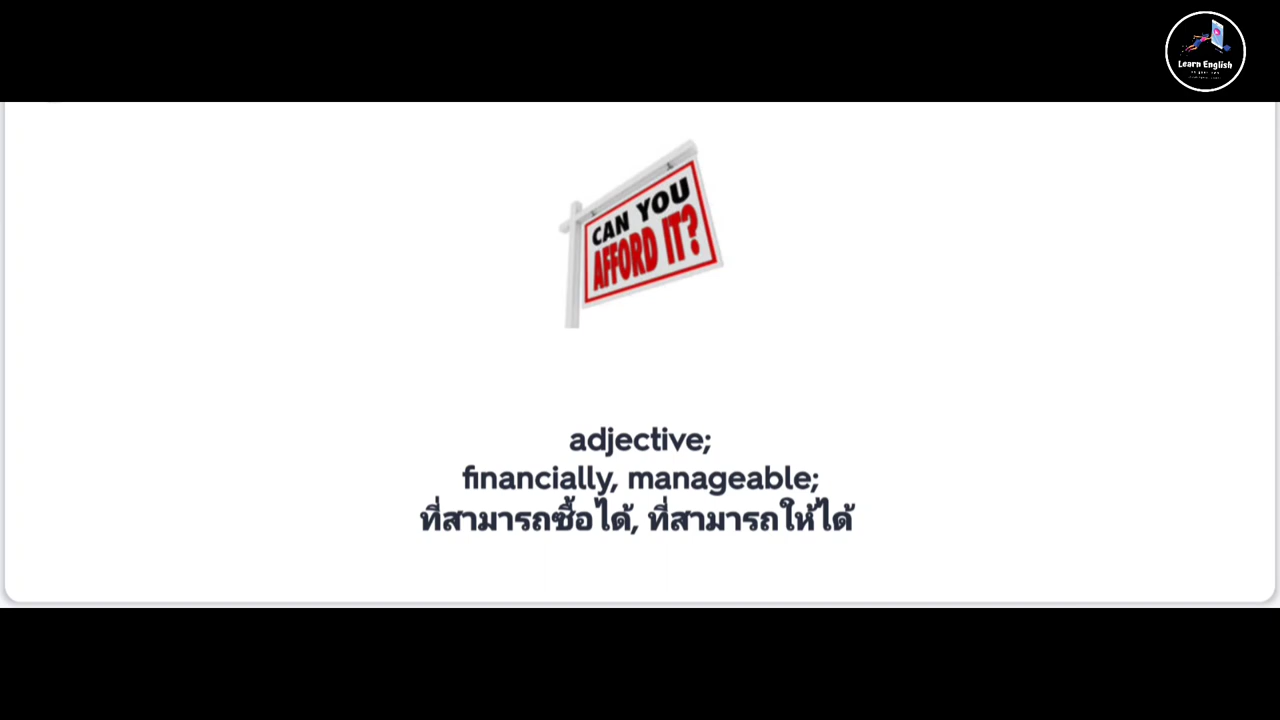 Learn English
CAN YOU
AFFORD IT?
adjective;
financially, manageable;
ที่สามารถซื้อได้, ที่สามารถให้ได้